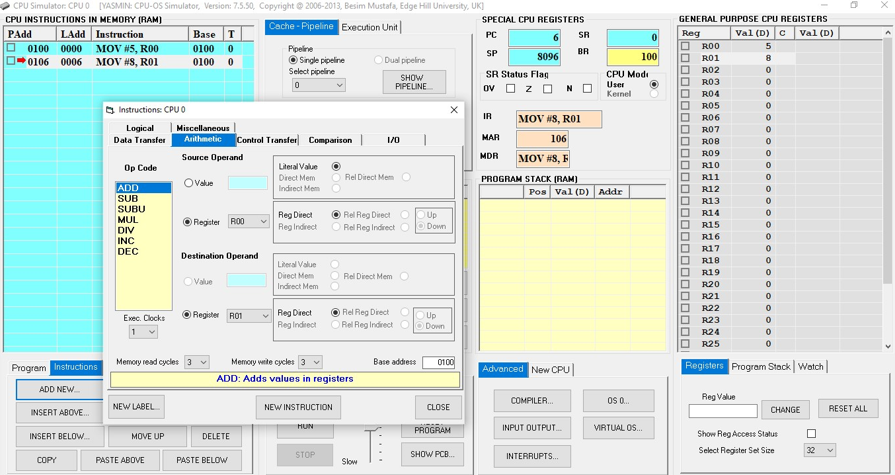 CPU Simulator: CPU 0 [YASMIN: CPU-OS Simulator, Version: 7.5.50, Copyright @ 2006-2013, Besim Mustafa, Edge Hill University, UK]
CPU INSTRUCTIONS IN MEMORY (RAM)
PAdd LAdd Instruction Base T
0100 0000 MOV #5, R00 0100 0
0106 0006 MOV #8, R01 0100 0
Cache - Pipeline Execution Unit
Pipeline
Single pipeline Dual pipeline
Select pipeline
0
SHOW PIPELINE...
SPECIAL CPU REGISTERS
PC 6 SR 0
SP 8096 BR 100
SR Status Flag
OV Z N
CPU Mode
User
Kernel
IR MOV #8, R01
MAR 106
MDR MOV #8, R
PROGRAM STACK (RAM)
Pos Val(D) Addr
GENERAL PURPOSE CPU REGISTERS
Reg Val(D) C Val(D)
R00 5
R01 8
R02 0
R03 0
R04 0
R05 0
R06 0
R07 0
R08 0
R09 0
R10 0
R11 0
R12 0
R13 0
R14 0
R15 0
R16 0
R17 0
R18 0
R19 0
R20 0
R21 0
R22 0
R23 0
R24 0
R25 0
Instructions: CPU 0
Logical Miscellaneous
Data Transfer Arithmetic Control Transfer Comparison I/O
Op Code
ADD
SUB
SUBU
MUL
DIV
INC
DEC
Exec. Clocks
1
Source Operand
Value
Register R00
Literal Value
Direct Mem Rel Direct Mem
Indirect Mem
Reg Direct Rel Reg Direct Up
Reg Indirect Rel Reg Indirect Down
Destination Operand
Value
Register R01
Literal Value
Direct Mem Rel Direct Mem
Indirect Mem
Reg Direct Rel Reg Direct Up
Reg Indirect Rel Reg Indirect Down
Memory read cycles 3 Memory write cycles 3 Base address 0100
ADD: Adds values in registers
NEW LABEL... NEW INSTRUCTION CLOSE
Program Instructions
ADD NEW...
INSERT ABOVE...
INSERT BELOW... MOVE UP DELETE
COPY PASTE ABOVE PASTE BELOW
RUN
STOP
Slow
PROGRAM
SHOW PCB...
Advanced New CPU
COMPILER... OS 0...
INPUT OUTPUT... VIRTUAL OS...
INTERRUPTS...
Registers Program Stack Watch
Reg Value
CHANGE RESET ALL
Show Reg Access Status
Select Register Set Size 32